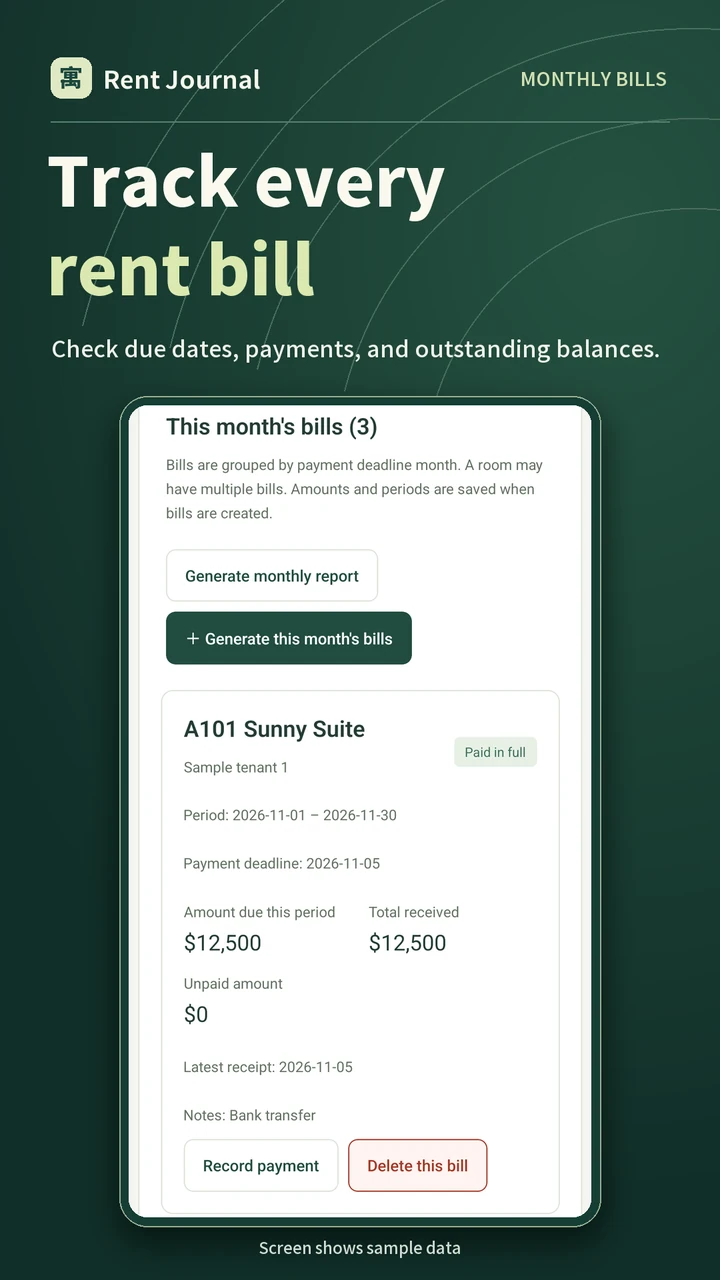 寓 Rent Journal
MONTHLY BILLS
Track every
rent bill
Check due dates, payments, and outstanding balances.
This month's bills (3)
Bills are grouped by payment deadline month. A room may
have multiple bills. Amounts and periods are saved when
bills are created.
Generate monthly report
+ Generate this month's bills
A101 Sunny Suite
Paid in full
Sample tenant 1
Period: 2026-11-01 – 2026-11-30
Payment deadline: 2026-11-05
Amount due this period Total received
$12,500 $12,500
Unpaid amount
$0
Latest receipt: 2026-11-05
Notes: Bank transfer
Record payment Delete this bill
Screen shows sample data